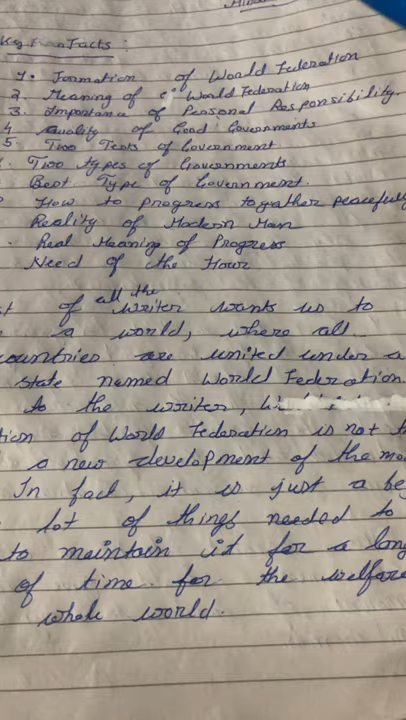 Key Facts :
1. Formation of World Federation
2. Meaning of World Federation
3. Importance of Personal Responsibility.
4. Quality of Good Governments
5. Two Tests of Government
Two types of Governments
Best Type of Government.
How to Progress togather peacefully
Reality of Modern Man
Real Meaning of Progress
Need of the Hour
of all the writer wants us to
a world, where all
countries are united under a
state named World Federation.
to the writer,
tion of World Federation is not
a new development of the
In fact, it is just a be
lot of things needed to
to maintain it for a long
of time for the welfare
whole world.